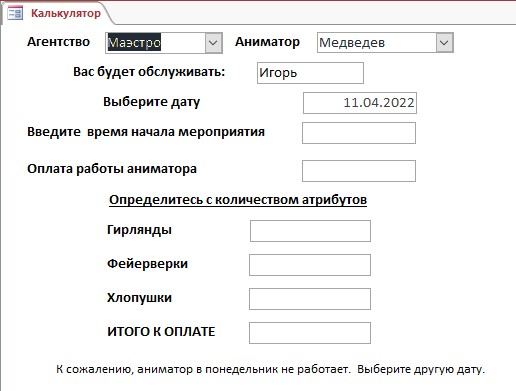 Калькулятор
Агентство Маэстро Аниматор Медведев
Вас будет обслуживать: Игорь
Выберите дату 11.04.2022
Введите время начала мероприятия
Оплата работы аниматора
Определитесь с количеством атрибутов
Гирлянды
Фейерверки
Хлопушки
ИТОГО К ОПЛАТЕ
К сожалению, аниматор в понедельник не работает. Выберите другую дату.